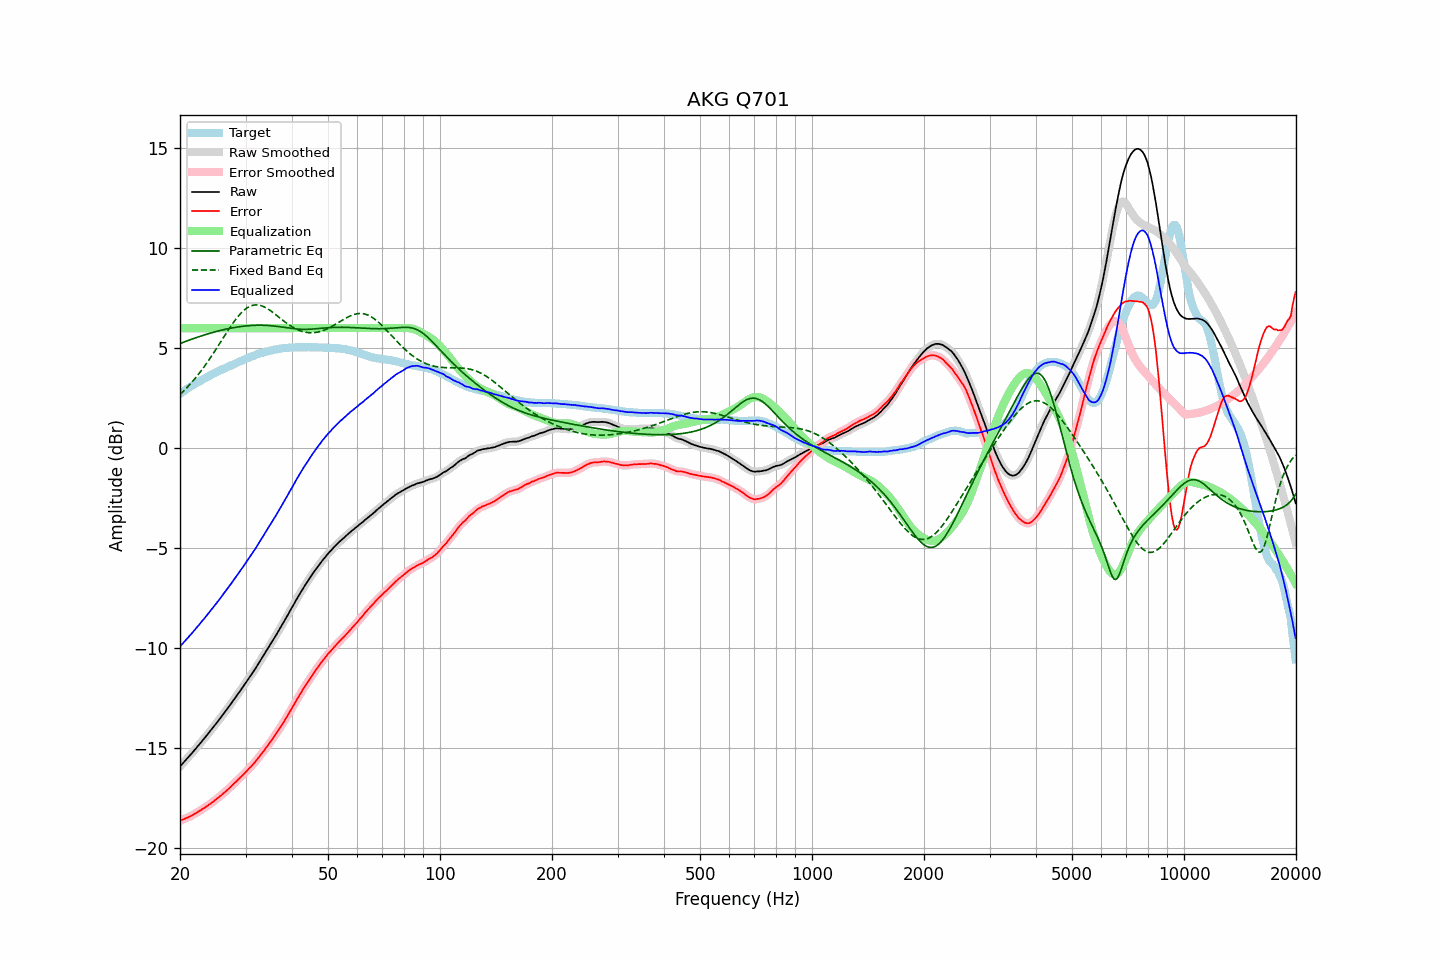 AKG Q701
Target
Raw Smoothed
Error Smoothed
Raw
Error
Equalization
Parametric Eq
Fixed Band Eq
Equalized
15
10
5
0
−5
−10
−15
−20
Amplitude (dBr)
20 50 100 200 500 1000 2000 5000 10000 20000
Frequency (Hz)